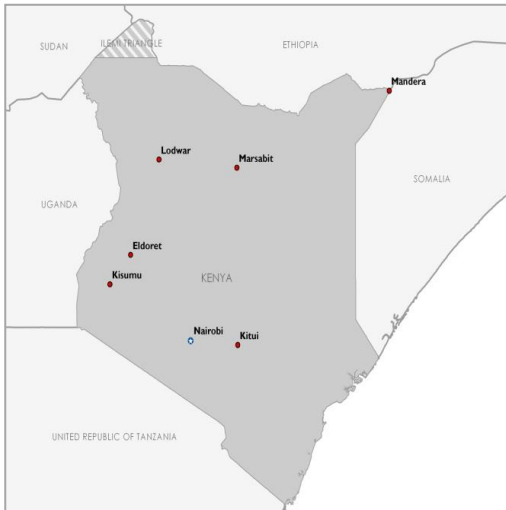 SUDAN
ILEMI TRIANGLE
ETHIOPIA
Mandera
Lodwar
Marsabit
SOMALIA
UGANDA
Eldoret
Kisumu
KENYA
Nairobi
Kitui
UNITED REPUBLIC OF TANZANIA